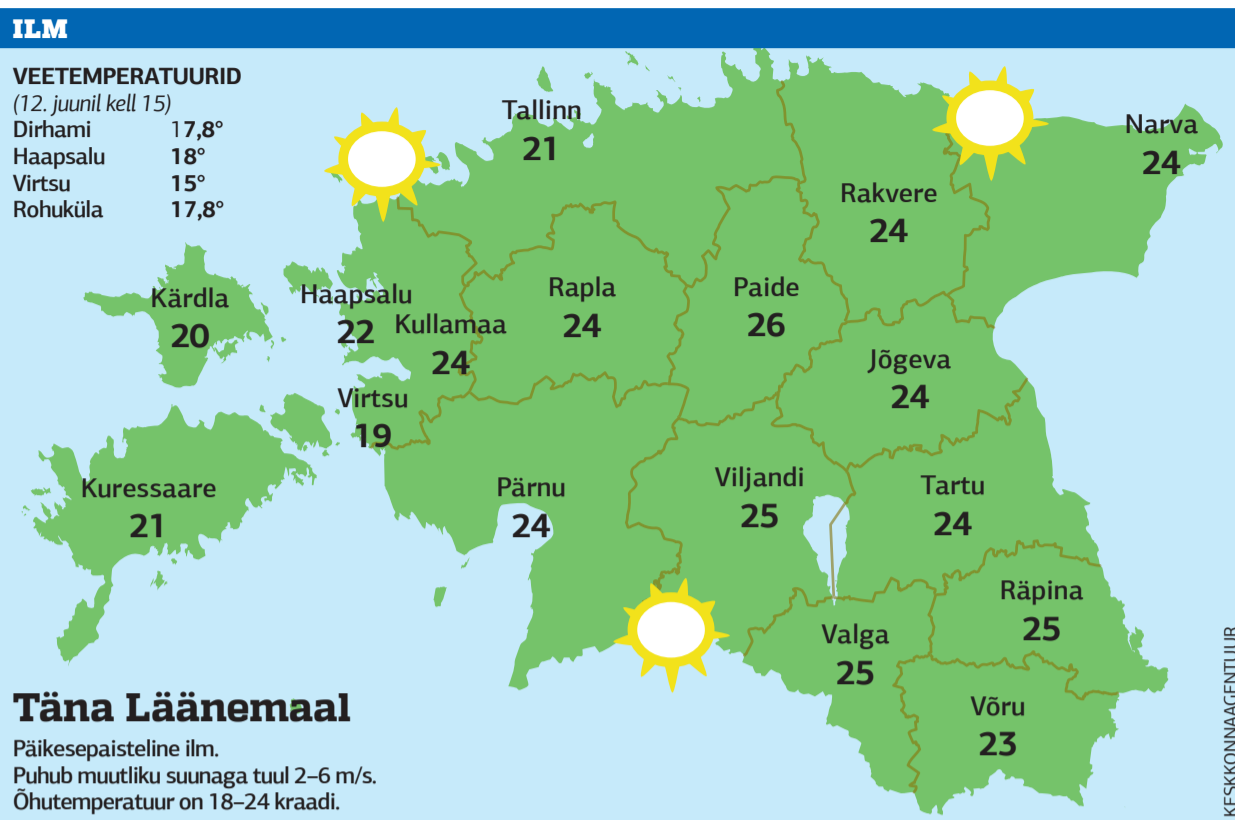 ILM
VEETEMPERATUURID
(12. juunil kell 15)
Dirhami 17,8°
Haapsalu 18°
Virtsu 15°
Rohuküla 17,8°
Tallinn
21
Narva
24
Rakvere
24
Kärdla
20
Haapsalu
22
Kullamaa
24
Rapla
24
Paide
26
Jõgeva
24
Virtsu
19
Kuressaare
21
Pärnu
24
Viljandi
25
Tartu
24
Räpina
25
Valga
25
Võru
23
Täna Läänemaal
Päikesepaisteline ilm.
Puhub muutliku suunaga tuul 2–6 m/s.
Õhutemperatuur on 18–24 kraadi.
KESKKONNAAGENTUUR